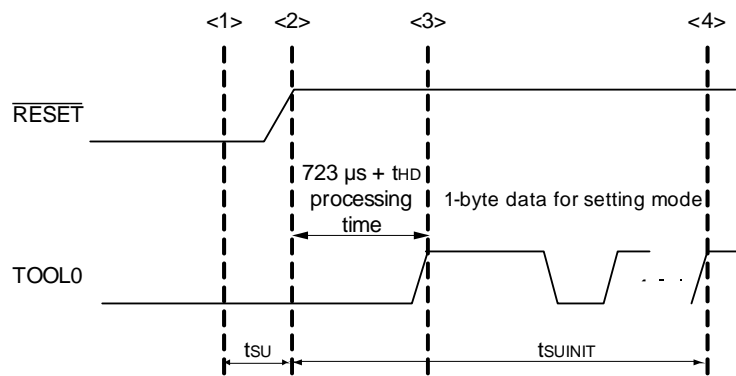 <1> <2> <3> <4>
RESET
723 µs + tHD
processing
time
1-byte data for setting mode
TOOL0
. . .
tSU
tSUINIT